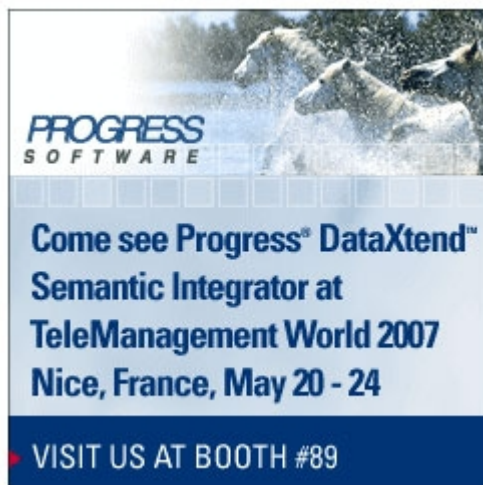 PROGRESS
SOFTWARE
Come see Progress® DataXtend™
Semantic Integrator at
TeleManagement World 2007
Nice, France, May 20 - 24
VISIT US AT BOOTH #89